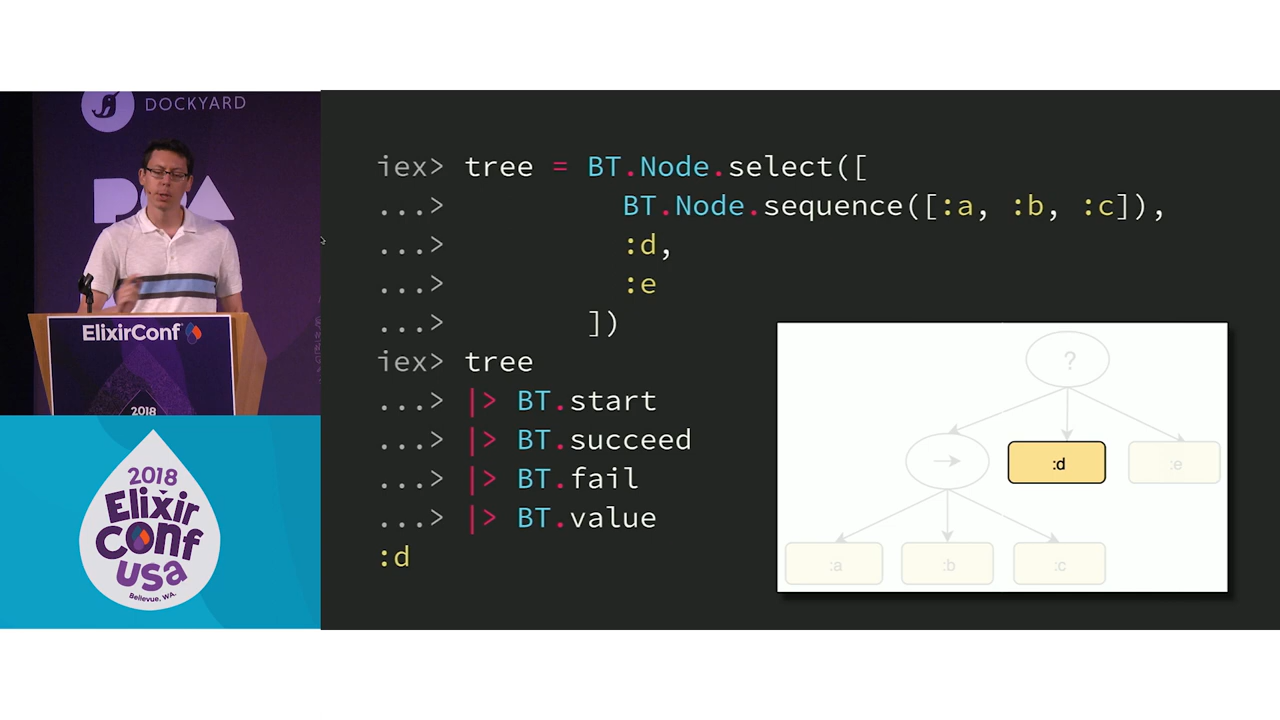 DOCKYARD
ElixirConf
2018
2018
Elixir
Conf
USA
Bellevue, WA.
iex> tree = BT.Node.select([
...> BT.Node.sequence([:a, :b, :c]),
...> :d,
...> :e
...> ])
iex> tree
...> |> BT.start
...> |> BT.succeed
...> |> BT.fail
...> |> BT.value
:d
?
→
:d
:e
:a
:b
:c